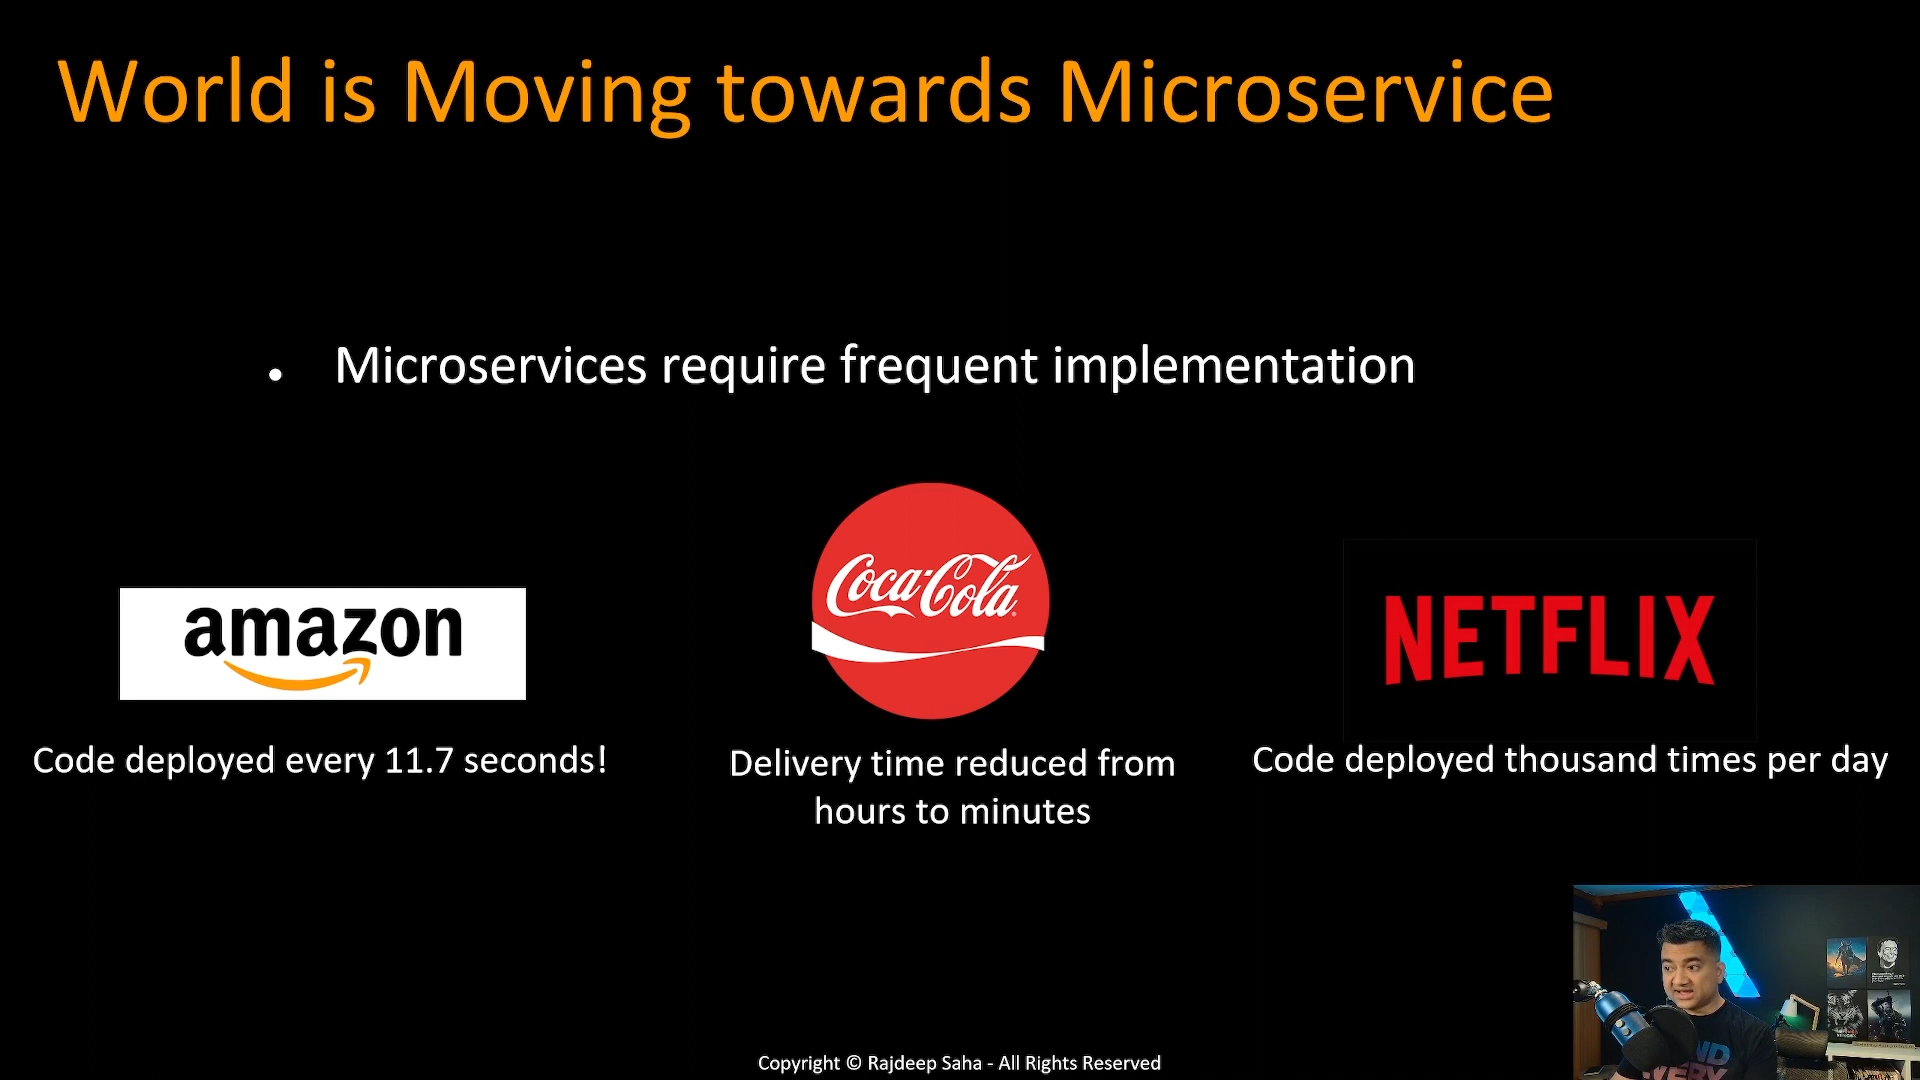 World is Moving towards Microservice
• Microservices require frequent implementation
amazon
Coca-Cola
NETFLIX
Code deployed every 11.7 seconds!
Delivery time reduced from
hours to minutes
Code deployed thousand times per day
Copyright © Rajdeep Saha - All Rights Reserved